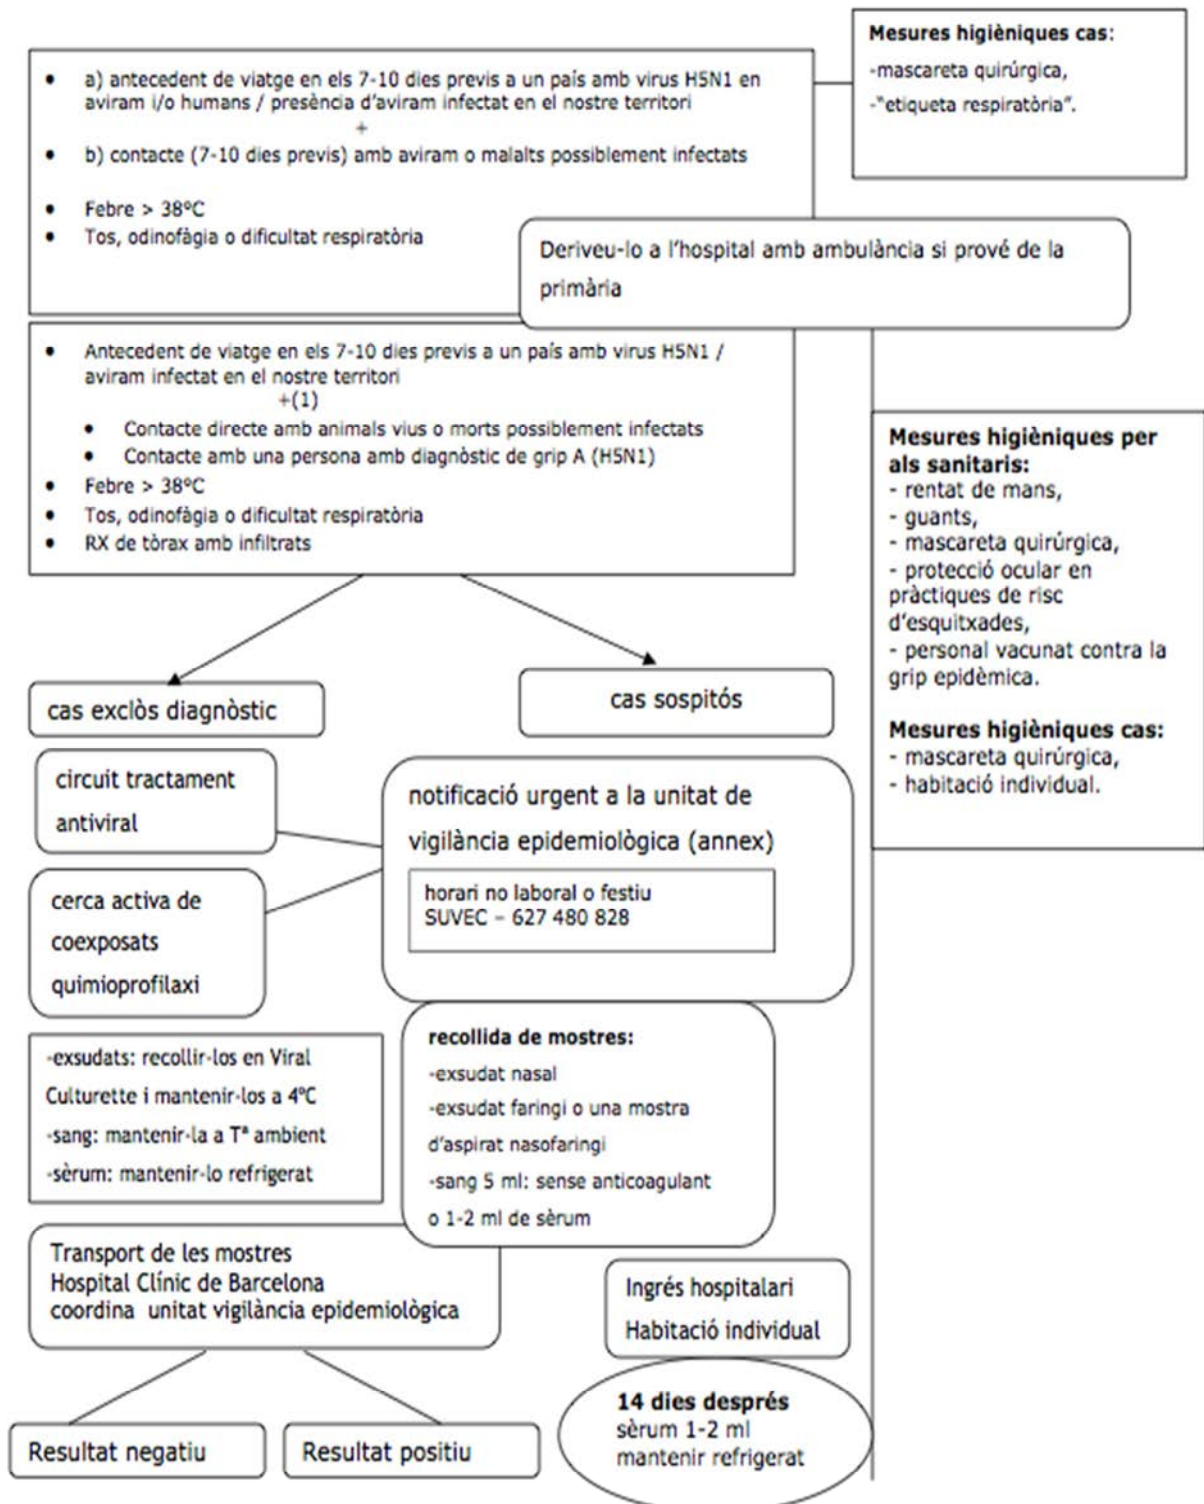 Mesures higièniques cas:
-mascareta quirúrgica,
-"etiqueta respiratòria".
• a) antecedent de viatge en els 7-10 dies previs a un país amb virus H5N1 en
aviram i/o humans / presència d'aviram infectat en el nostre territori
+
• b) contacte (7-10 dies previs) amb aviram o malalts possiblement infectats
• Febre > 38ºC
• Tos, odinofàgia o dificultat respiratòria
Deriveu-lo a l'hospital amb ambulància si prové de la
primària
• Antecedent de viatge en els 7-10 dies previs a un país amb virus H5N1 /
aviram infectat en el nostre territori
+(1)
• Contacte directe amb animals vius o morts possiblement infectats
• Contacte amb una persona amb diagnòstic de grip A (H5N1)
• Febre > 38ºC
• Tos, odinofàgia o dificultat respiratòria
• RX de tòrax amb infiltrats
Mesures higièniques per
als sanitaris:
- rentat de mans,
- guants,
- mascareta quirúrgica,
- protecció ocular en
pràctiques de risc
d'esquitxades,
- personal vacunat contra la
grip epidèmica.
Mesures higièniques cas:
- mascareta quirúrgica,
- habitació individual.
cas exclòs diagnòstic
cas sospitós
circuit tractament
antiviral
notificació urgent a la unitat de
vigilància epidemiològica (annex)
horari no laboral o festiu
SUVEC – 627 480 828
cerca activa de
coexposats
quimioprofilaxi
-exsudats: recollir-los en Viral
Culturette i mantenir-los a 4ºC
-sang: mantenir-la a Tª ambient
-sèrum: mantenir-lo refrigerat
recollida de mostres:
-exsudat nasal
-exsudat faringi o una mostra
d'aspirat nasofaringi
-sang 5 ml: sense anticoagulant
o 1-2 ml de sèrum
Transport de les mostres
Hospital Clínic de Barcelona
coordina unitat vigilància epidemiològica
Ingrés hospitalari
Habitació individual
14 dies després
sèrum 1-2 ml
mantenir refrigerat
Resultat negatiu
Resultat positiu